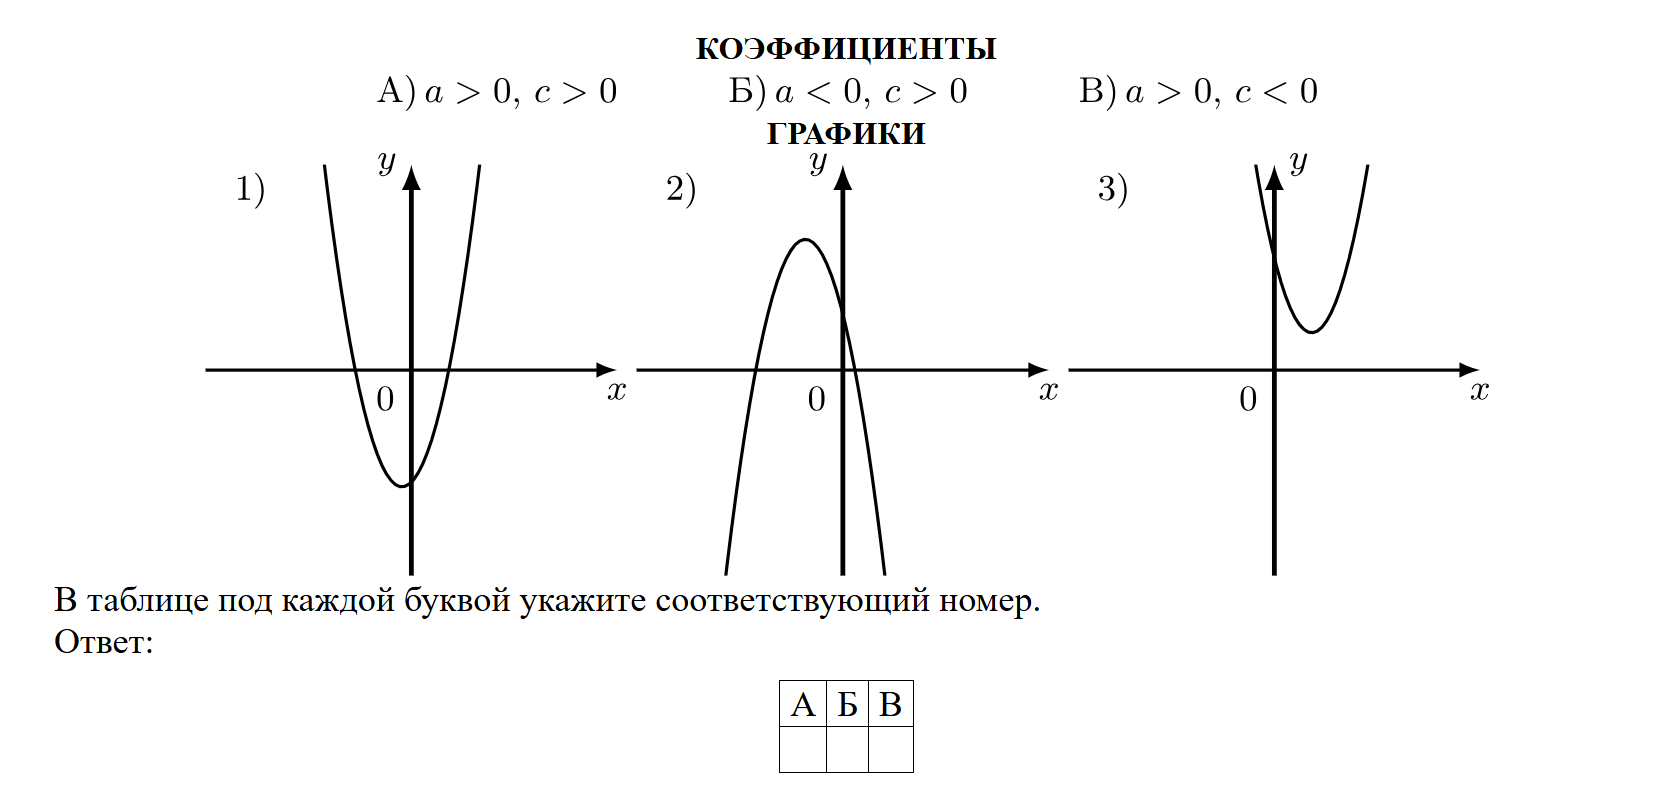 КОЭФФИЦИЕНТЫ
А) a > 0, c > 0 Б) a < 0, c > 0 В) a > 0, c < 0
ГРАФИКИ
1) y 2) y 3) y
0 x 0 x 0 x
В таблице под каждой буквой укажите соответствующий номер.
Ответ:
А Б В